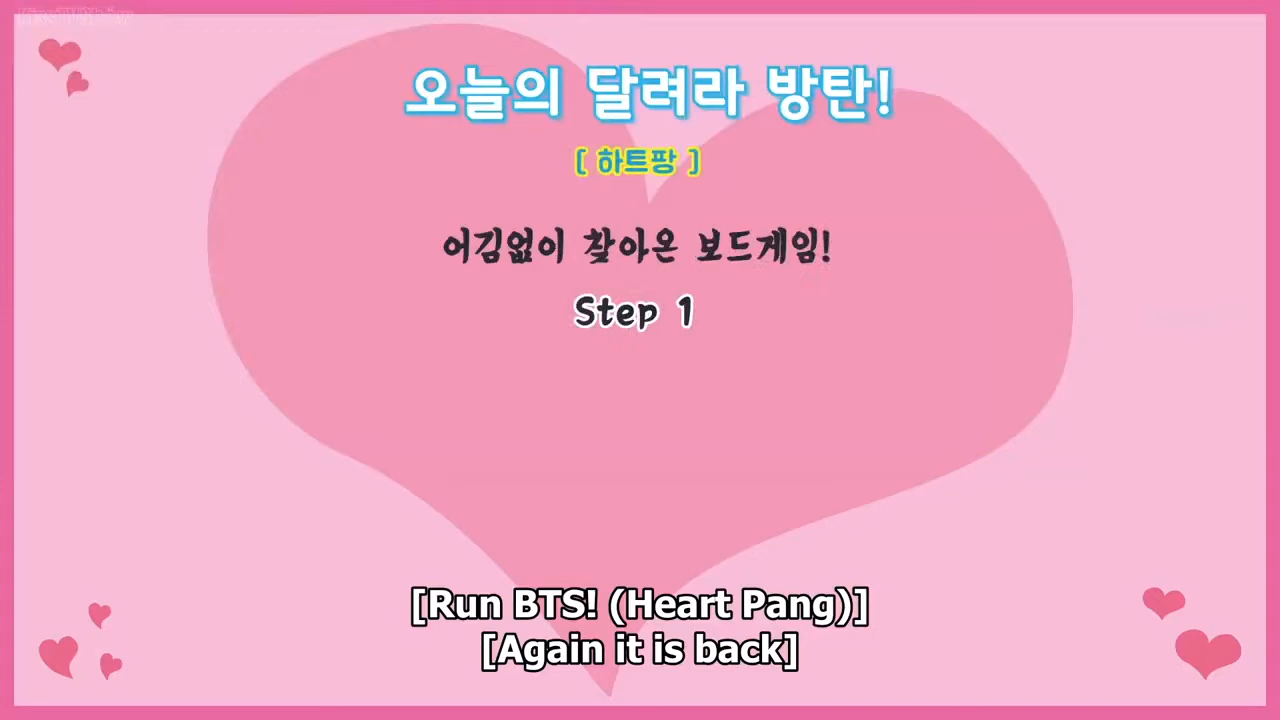 오늘의 달려라 방탄!
[ 하트팡 ]
어김없이 찾아온 보드게임!
Step 1
[Run BTS! (Heart Pang)]
[Again it is back]